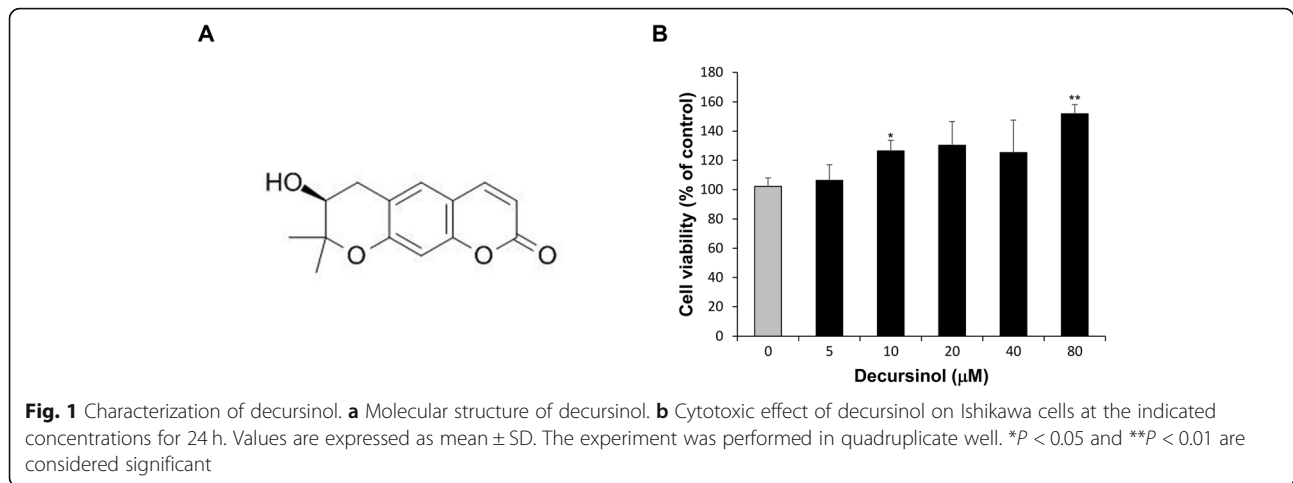 A
HO
O
O
O
B
Cell viability (% of control)
180
160
140
120
100
80
60
40
20
0
*
**
0 5 10 20 40 80
Decursinol (µM)
Fig. 1 Characterization of decursinol. a Molecular structure of decursinol. b Cytotoxic effect of decursinol on Ishikawa cells at the indicated
concentrations for 24 h. Values are expressed as mean ± SD. The experiment was performed in quadruplicate well. *P < 0.05 and **P < 0.01 are
considered significant